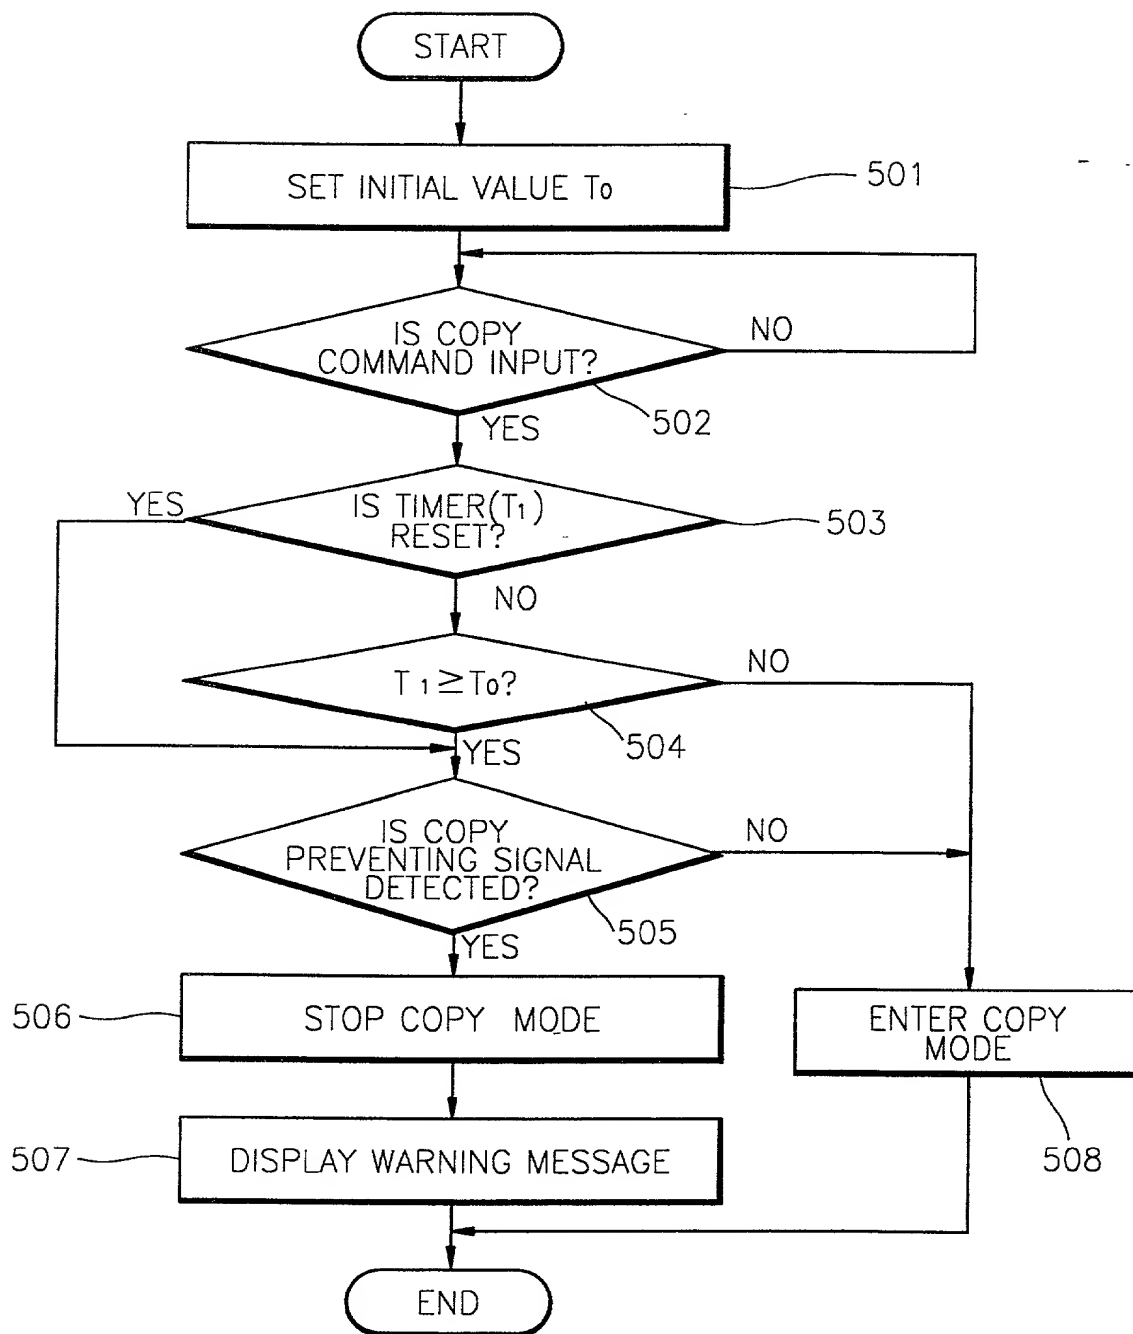 START
SET INITIAL VALUE T0
501
IS COPY
COMMAND INPUT?
NO
502
YES
IS TIMER(T1)
RESET?
YES
503
NO
T1≥T0?
NO
504
YES
IS COPY
PREVENTING SIGNAL
DETECTED?
NO
505
YES
506
STOP COPY MODE
ENTER COPY
MODE
507
DISPLAY WARNING MESSAGE
508
END